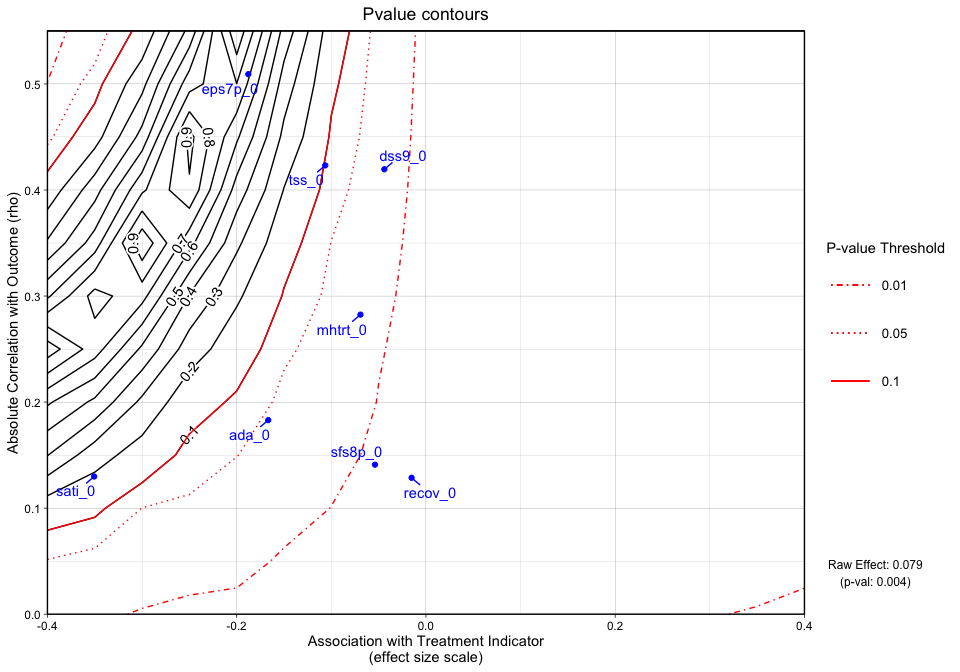 Pvalue contours
0.5
0.4
0.3
0.2
0.1
0.0
Absolute Correlation with Outcome (rho)
-0.4
-0.2
0.0
0.2
0.4
Association with Treatment Indicator
(effect size scale)
eps7p_0
0.9
0.8
dss9_0
tss_0
0.9
0.7
0.6
0.5
0.4
0.3
mhtrt_0
0.2
ada_0
0.1
sfs8p_0
sati_0
recov_0
P-value Threshold
0.01
0.05
0.1
Raw Effect: 0.079
(p-val: 0.004)